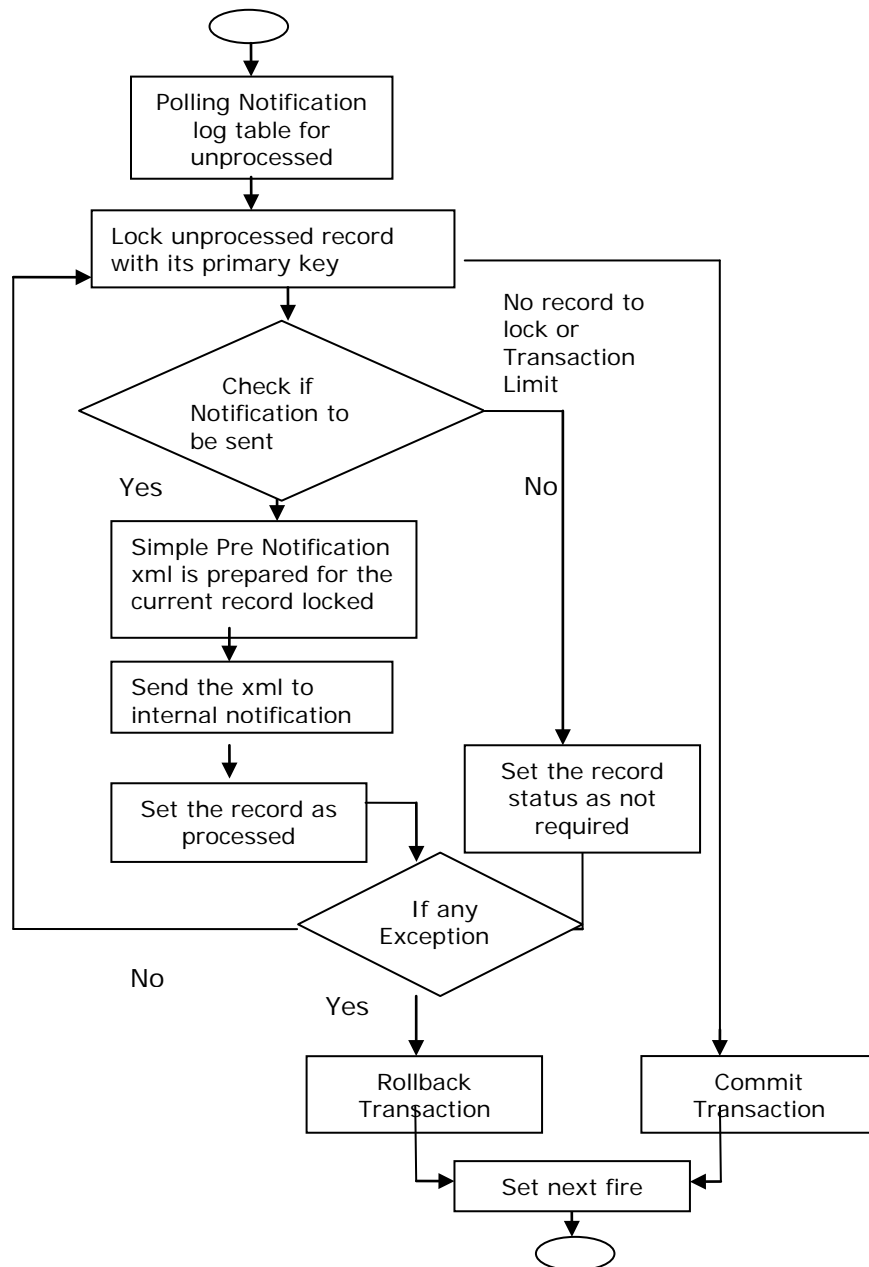 Polling Notification
log table for
unprocessed
Lock unprocessed record
with its primary key
No record to
lock or
Transaction
Limit
Check if
Notification to
be sent
Yes
No
Simple Pre Notification
xml is prepared for the
current record locked
Send the xml to
internal notification
Set the record as
processed
Set the record
status as not
required
If any
Exception
No
Yes
Rollback
Transaction
Commit
Transaction
Set next fire